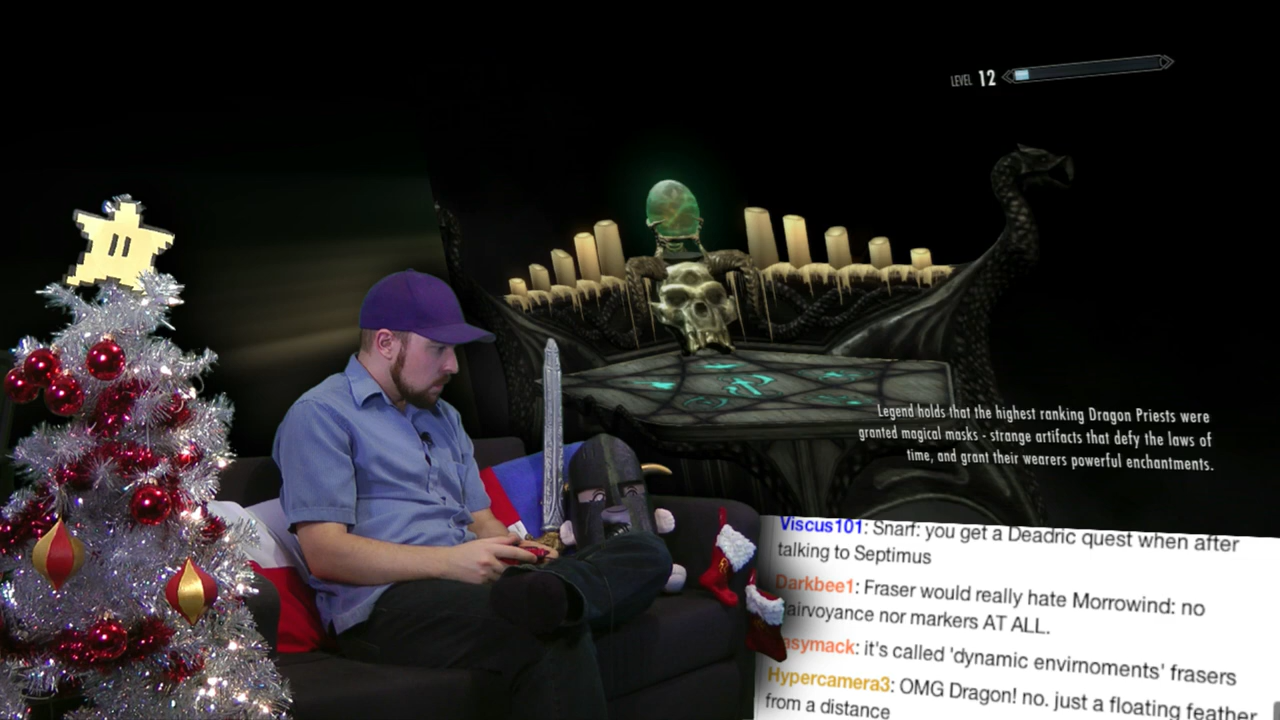 LEVEL 12
Legend holds that the highest ranking Dragon Priests were
granted magical masks - strange artifacts that defy the laws of
time, and grant their wearers powerful enchantments.
Viscus101: Snarf: you get a Deadric quest when after
talking to Septimus
Darkbee1: Fraser would really hate Morrowind: no
airvoyance nor markers AT ALL.
asymack: it's called 'dynamic envirnoments' frasers
Hypercamera3: OMG Dragon! no. just a floating feather
from a distance